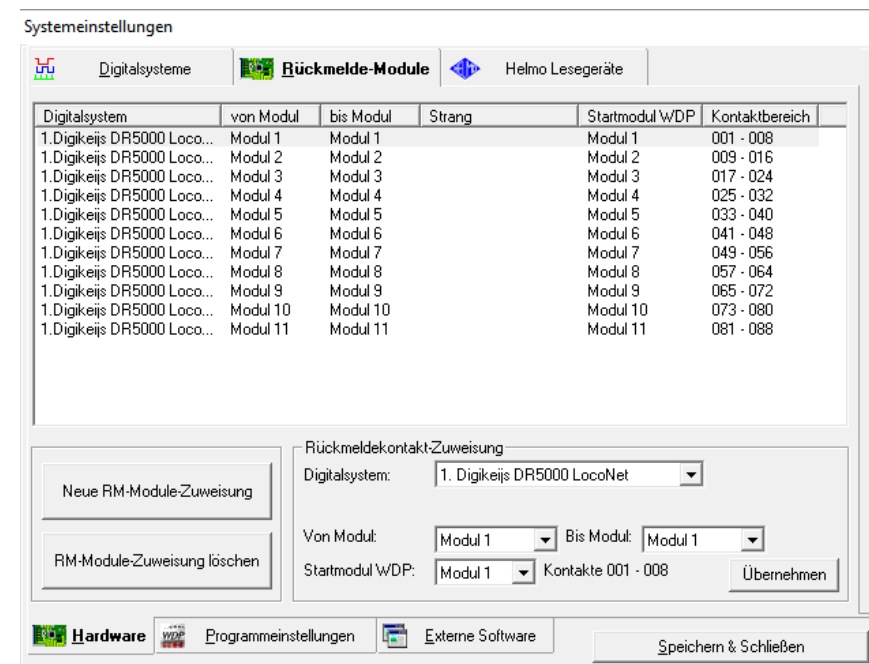 Systemeinstellungen
Digitalsysteme Rückmelde-Module Helmo Lesegeräte
Digitalsystem von Modul bis Modul Strang Startmodul WDP Kontaktbereich
1.Digikeijs DR5000 Loco... Modul 1 Modul 1 Modul 1 001 - 008
1.Digikeijs DR5000 Loco... Modul 2 Modul 2 Modul 2 009 - 016
1.Digikeijs DR5000 Loco... Modul 3 Modul 3 Modul 3 017 - 024
1.Digikeijs DR5000 Loco... Modul 4 Modul 4 Modul 4 025 - 032
1.Digikeijs DR5000 Loco... Modul 5 Modul 5 Modul 5 033 - 040
1.Digikeijs DR5000 Loco... Modul 6 Modul 6 Modul 6 041 - 048
1.Digikeijs DR5000 Loco... Modul 7 Modul 7 Modul 7 049 - 056
1.Digikeijs DR5000 Loco... Modul 8 Modul 8 Modul 8 057 - 064
1.Digikeijs DR5000 Loco... Modul 9 Modul 9 Modul 9 065 - 072
1.Digikeijs DR5000 Loco... Modul 10 Modul 10 Modul 10 073 - 080
1.Digikeijs DR5000 Loco... Modul 11 Modul 11 Modul 11 081 - 088
Neue RM-Module-Zuweisung
RM-Module-Zuweisung löschen
Rückmeldekontakt-Zuweisung
Digitalsystem: 1. Digikeijs DR5000 LocoNet
Von Modul: Modul 1 Bis Modul: Modul 1
Startmodul WDP: Modul 1 Kontakte 001 - 008 Übernehmen
Hardware WDP Programmeinstellungen Externe Software
Speichern & Schließen